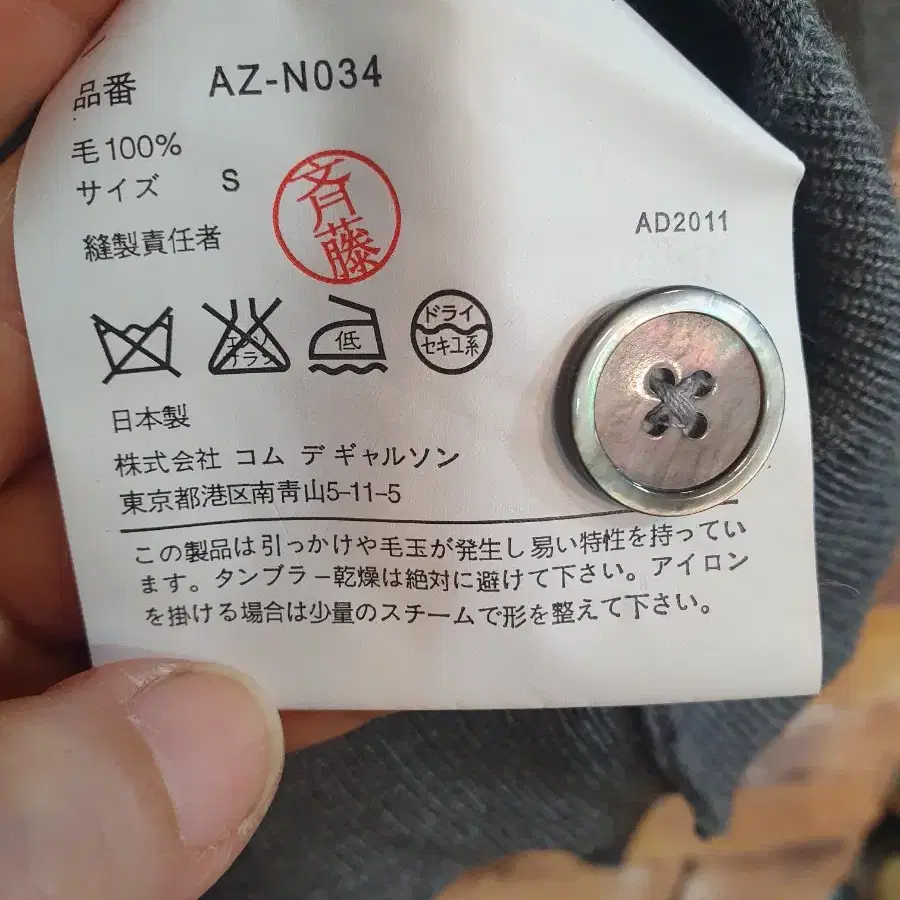 品番 AZ-N034
毛100%
サイズ S
縫製責任者
斉藤
AD2011
エンソ
サラシ
低
ドライ
セキユ系
日本製
株式会社 コム デ ギャルソン
東京都港区南青山5-11-5
この製品は引っかけや毛玉が発生し易い特性を持ってい
ます。タンブラー乾燥は絶対に避けて下さい。アイロン
を掛ける場合は少量のスチームで形を整えて下さい。